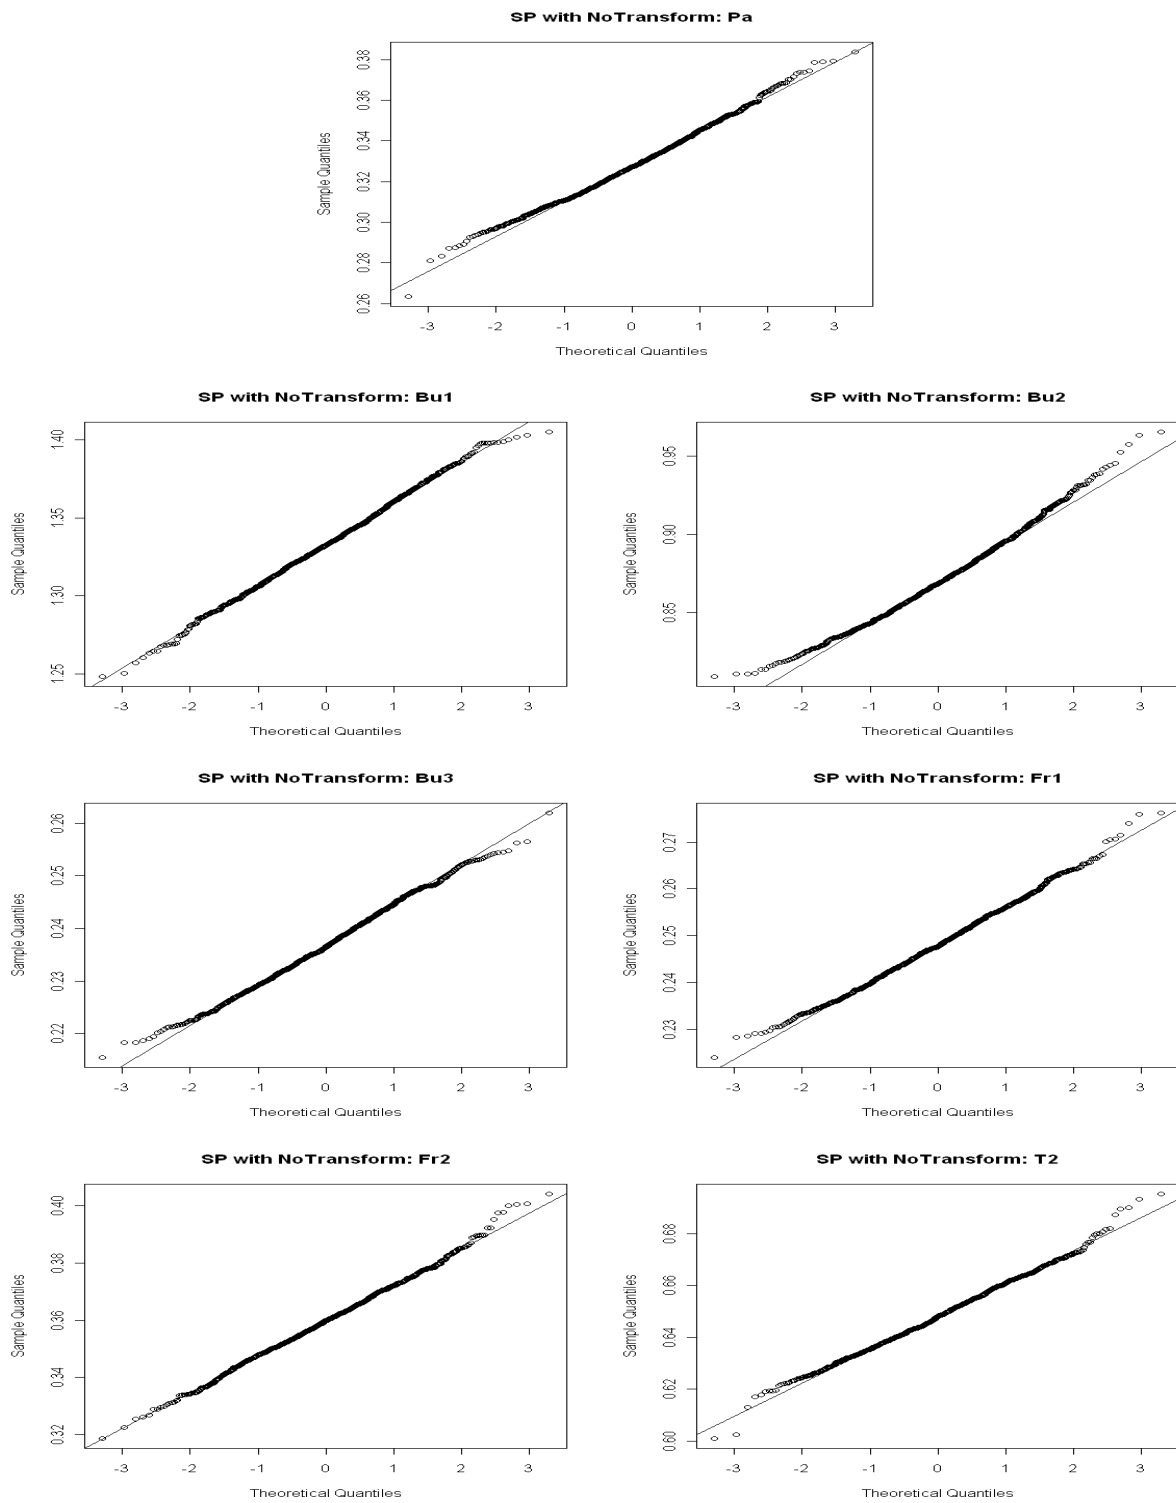 SP with NoTransform: Pa
Sample Quantiles
0.38
0.36
0.34
0.32
0.30
0.28
0.26
-3 -2 -1 0 1 2 3
Theoretical Quantiles
SP with NoTransform: Bu1
Sample Quantiles
1.40
1.35
1.30
1.25
-3 -2 -1 0 1 2 3
Theoretical Quantiles
SP with NoTransform: Bu2
Sample Quantiles
0.95
0.90
0.85
-3 -2 -1 0 1 2 3
Theoretical Quantiles
SP with NoTransform: Bu3
Sample Quantiles
0.26
0.25
0.24
0.23
0.22
-3 -2 -1 0 1 2 3
Theoretical Quantiles
SP with NoTransform: Fr1
Sample Quantiles
0.27
0.26
0.25
0.24
0.23
-3 -2 -1 0 1 2 3
Theoretical Quantiles
SP with NoTransform: Fr2
Sample Quantiles
0.40
0.38
0.36
0.34
0.32
-3 -2 -1 0 1 2 3
Theoretical Quantiles
SP with NoTransform: T2
Sample Quantiles
0.68
0.66
0.64
0.62
0.60
-3 -2 -1 0 1 2 3
Theoretical Quantiles